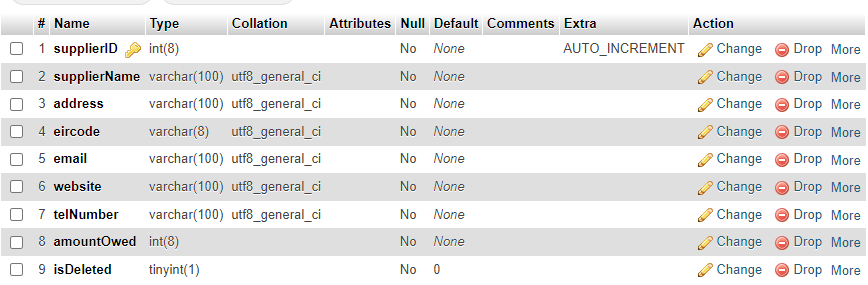 # Name Type Collation Attributes Null Default Comments Extra Action
1 supplierID int(8) No None AUTO_INCREMENT Change Drop More
2 supplierName varchar(100) utf8_general_ci No None Change Drop More
3 address varchar(100) utf8_general_ci No None Change Drop More
4 eircode varchar(8) utf8_general_ci No None Change Drop More
5 email varchar(100) utf8_general_ci No None Change Drop More
6 website varchar(100) utf8_general_ci No None Change Drop More
7 telNumber varchar(100) utf8_general_ci No None Change Drop More
8 amountOwed int(8) No None Change Drop More
9 isDeleted tinyint(1) No 0 Change Drop More